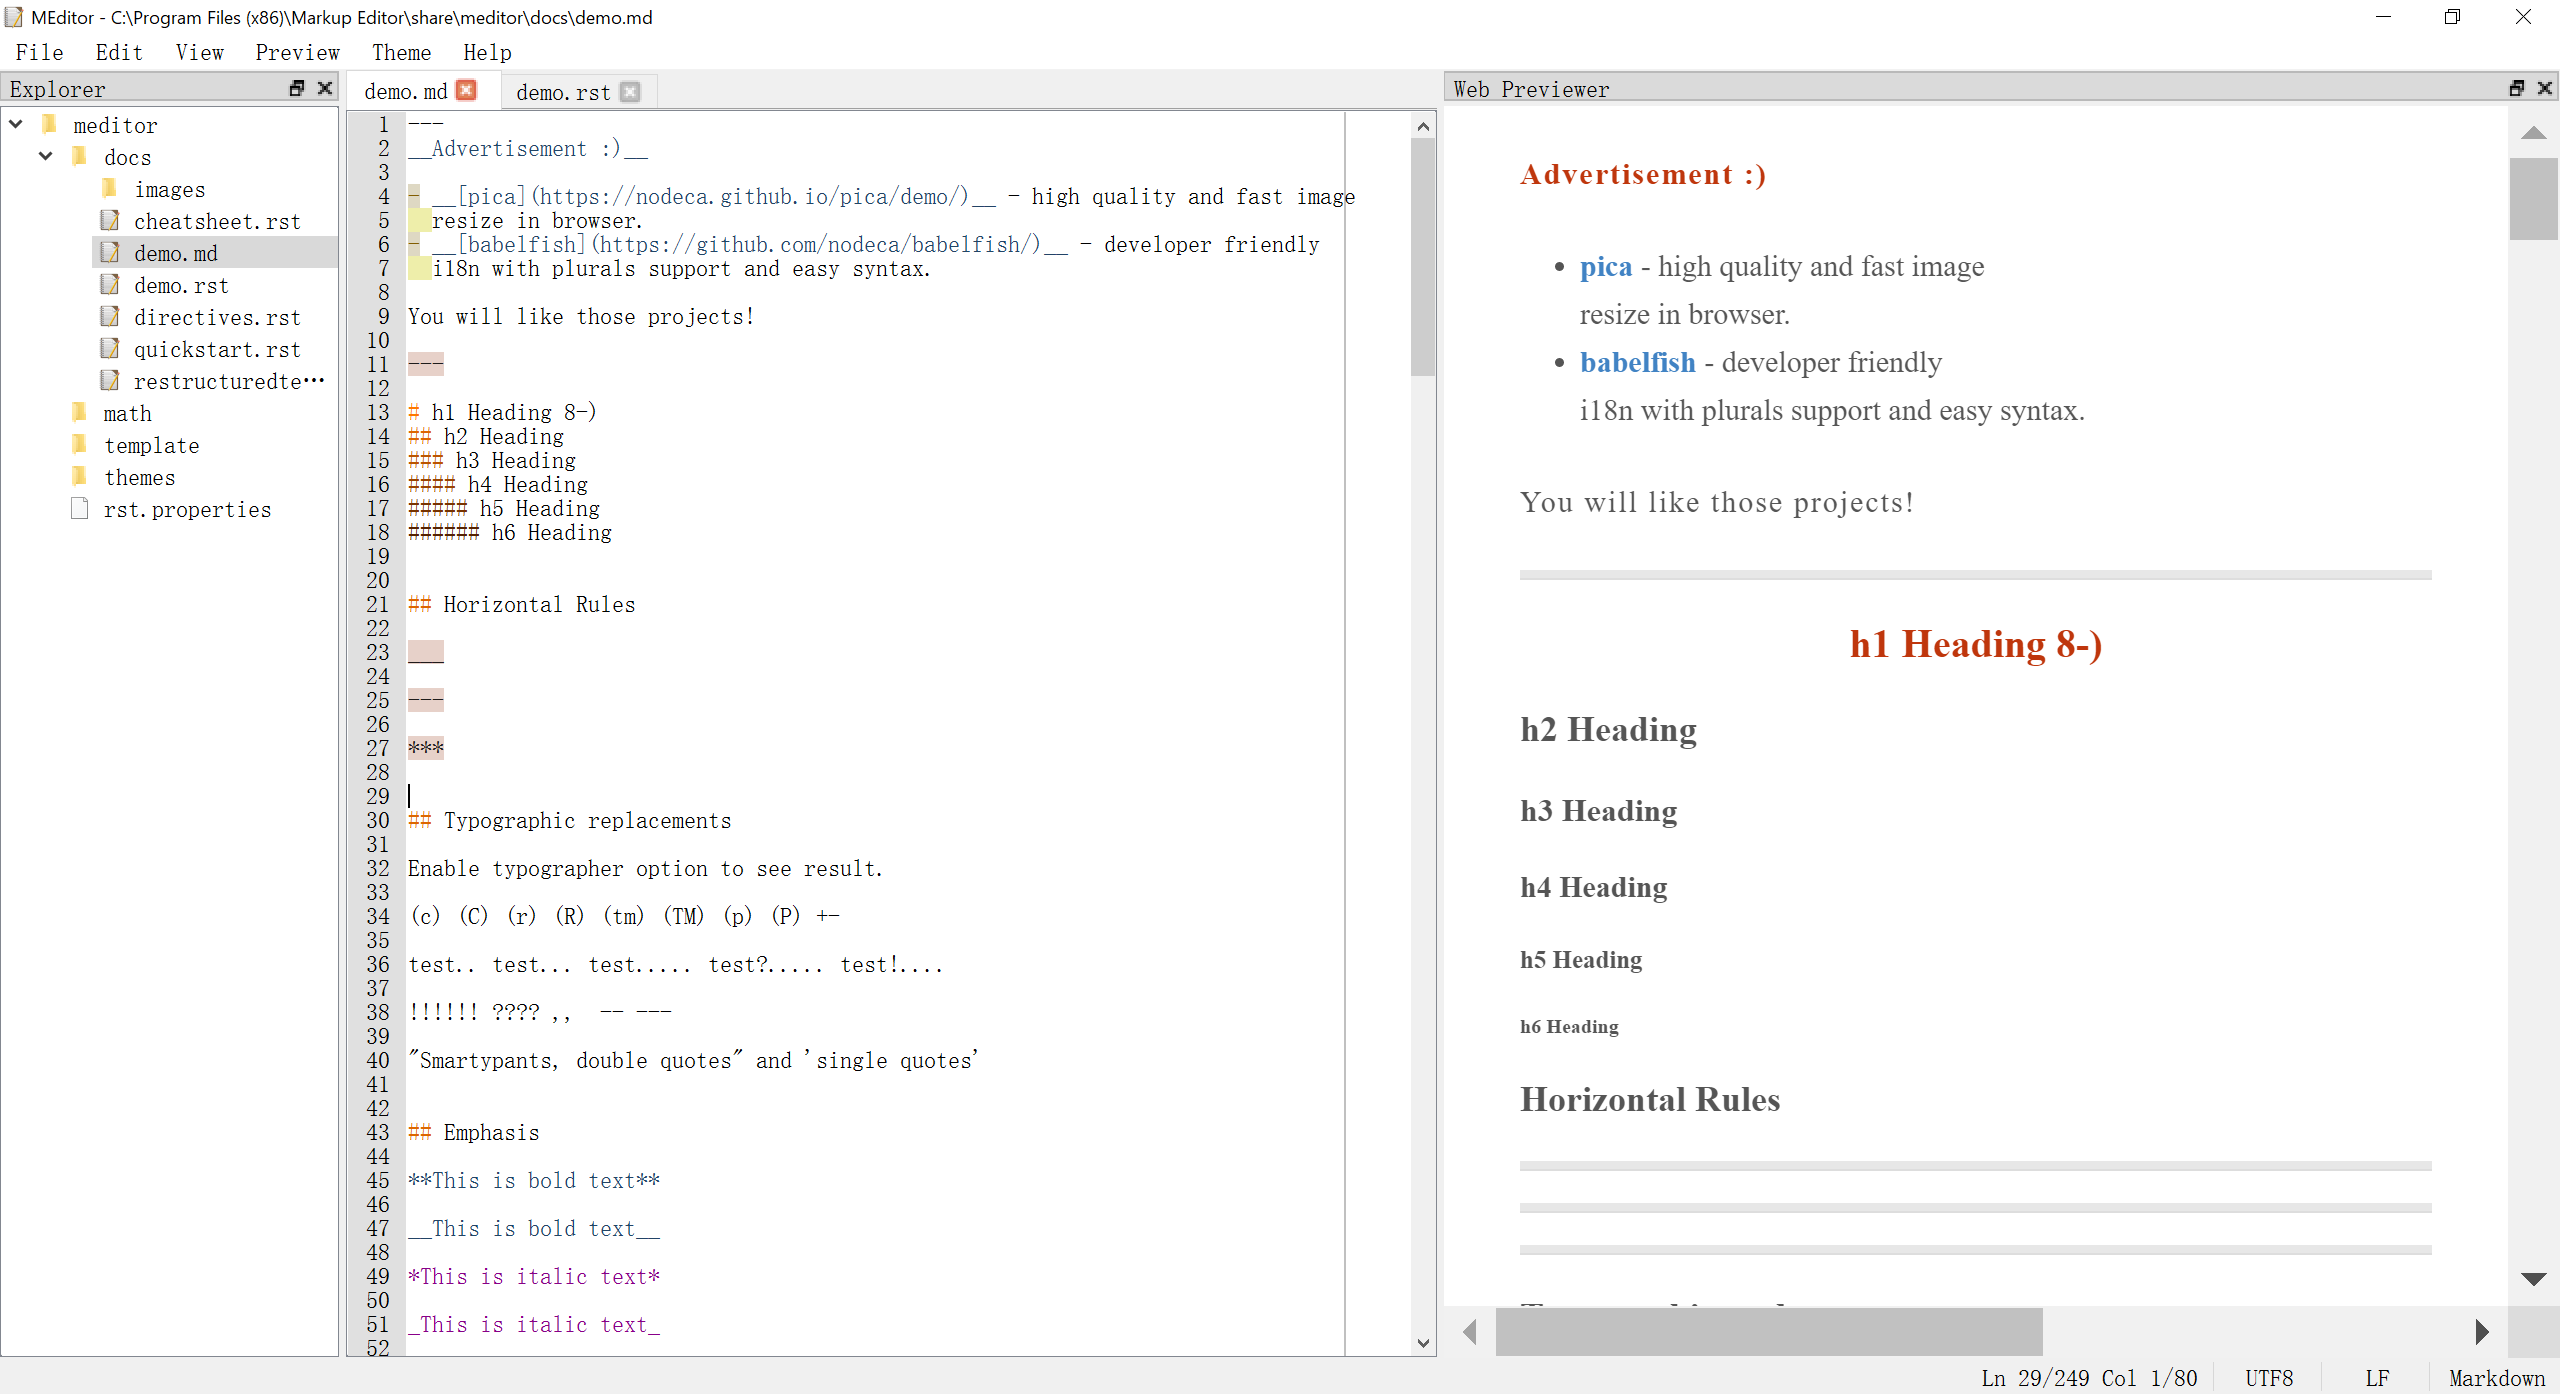 MEditor - C:\Program Files (x86)\Markup Editor\share\meditor\docs\demo.md
File Edit View Preview Theme Help
Explorer
meditor
docs
images
cheatsheet.rst
demo.md
demo.rst
directives.rst
quickstart.rst
restructuredte…
math
template
themes
rst.properties
demo.md demo.rst
1 ---
2 __Advertisement :)__
3
4 - __[pica](https://nodeca.github.io/pica/demo/)__ - high quality and fast image
5   resize in browser.
6 - __[babelfish](https://github.com/nodeca/babelfish/)__ - developer friendly
7   i18n with plurals support and easy syntax.
8
9 You will like those projects!
10
11 ---
12
13 # h1 Heading 8-)
14 ## h2 Heading
15 ### h3 Heading
16 #### h4 Heading
17 ##### h5 Heading
18 ###### h6 Heading
19
20
21 ## Horizontal Rules
22
23 ___
24
25 ---
26
27 ***
28
29
30 ## Typographic replacements
31
32 Enable typographer option to see result.
33
34 (c) (C) (r) (R) (tm) (TM) (p) (P) +-
35
36 test.. test... test..... test?..... test!....
37
38 !!!!!! ???? ,,  -- ---
39
40 "Smartypants, double quotes" and 'single quotes'
41
42
43 ## Emphasis
44
45 **This is bold text**
46
47 __This is bold text__
48
49 *This is italic text*
50
51 _This is italic text_
52
Web Previewer
Advertisement :)
• pica - high quality and fast image
resize in browser.
• babelfish - developer friendly
i18n with plurals support and easy syntax.
You will like those projects!
h1 Heading 8-)
h2 Heading
h3 Heading
h4 Heading
h5 Heading
h6 Heading
Horizontal Rules
Ln 29/249 Col 1/80 UTF8 LF Markdown